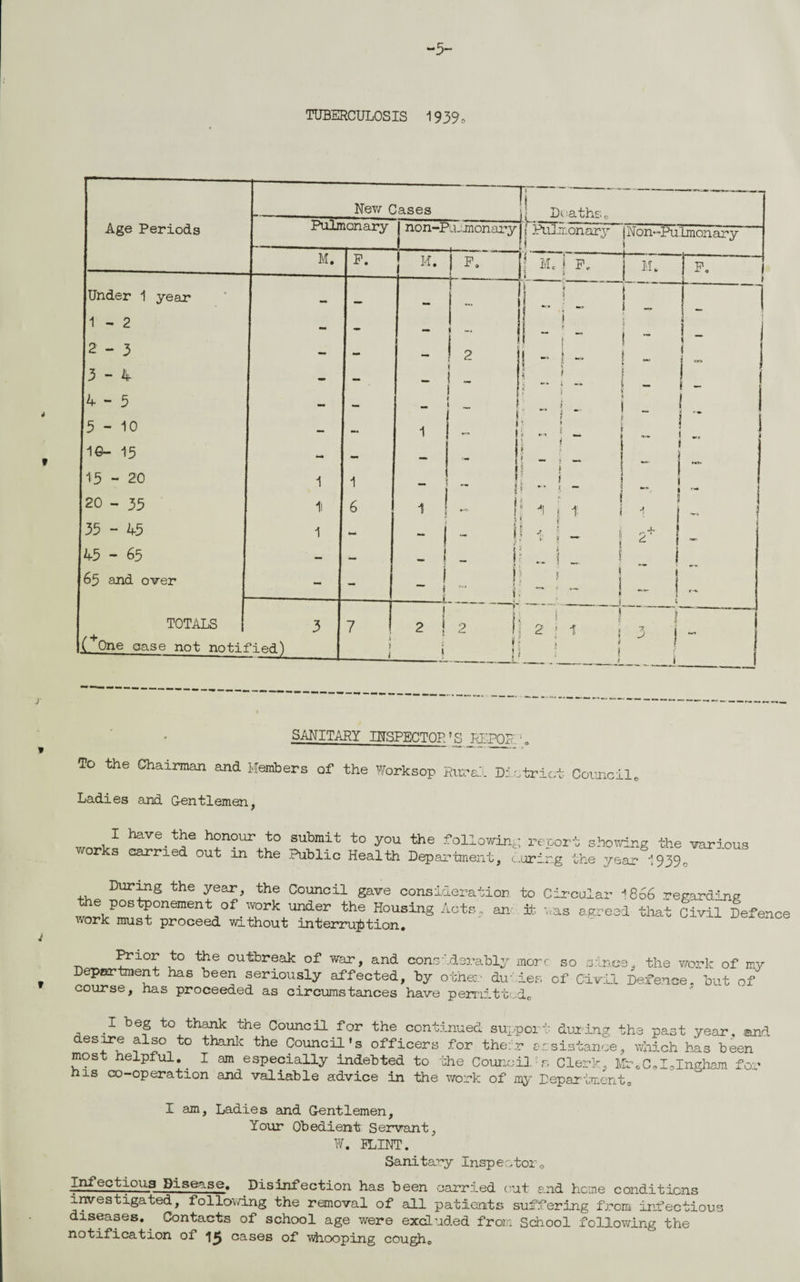 -5-
TUBERCULOSIS 1939.
Age Periods New Cases Deaths.
Pulmonary non-Pulmonary Pulmonary Non-Pulmonary
M. F. M. F. M. F. M. F.
Under 1 year - - - - - - - -
1 - 2 - - - - - - - -
2 - 3 - - - 2 - - - -
3 - 4 - - - - - - - -
4 - 5 - - - - - - - -
5 - 10 - - 1 - - - - -
10- 15 - - - - - - - -
15 - 20 1 1 - - - - - -
20 - 35 1 6 1 - 1 1 1 -
35 - 45 1 - - - 1 - 2+ -
45 - 65 - - - - - - - -
65 and over - - - - - - - -
TOTALS 3 7 2 2 2 1 3 -
(+One case not notified)
SANITARY INSPECTOR'S REPORT.
To the Chairman and Members of the Worksop Rural District Council.
Ladies and Gentlemen,
I have the honour to submit to you the following report showing the various
works carried out in the Public Health Department, during the year 1939.
During the year, the Council gave consideration to Circular 1866 regarding
the postponement of work under the Housing Acts, and it was agreed that Civil Defence
work must proceed without interruption.
Prior to the outbreak of war, and considerably more so since, the work of my
Department has been seriously affected, by other duties of Civil Defence, but of
course, has proceeded as circumstances have permitted.
I beg to thank the Council for the continued support during the past year, and
desire also to thank the Council's officers for their assistance, which has been
most helpful. I am especially indebted to the Council's Clerk, Mr.C.I.Ingham for
his co-operation and valiable advice in the work of my Department.
I am, Ladies and Gentlemen,
Your Obedient Servant,
W. FLINT.
Sanitary Inspector.
Infectious Disease. Disinfection has been carried out and home conditions
investigated, following the removal of all patients suffering from infectious
diseases. Contacts of school age were excluded from School following the
notification of 15 cases of whooping cough.